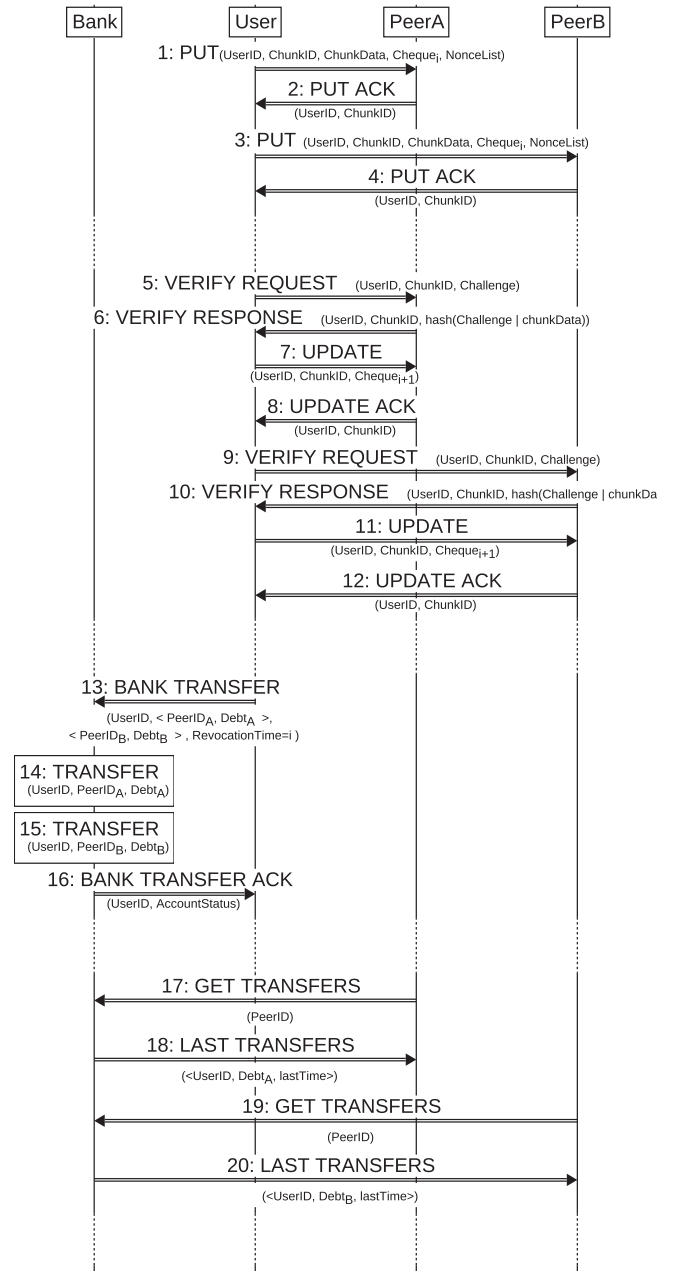 Bank User PeerA PeerB
1: PUT(UserID, ChunkID, ChunkData, Chequei, NonceList)
2: PUT ACK
(UserID, ChunkID)
3: PUT (UserID, ChunkID, ChunkData, Chequei, NonceList)
4: PUT ACK
(UserID, ChunkID)
5: VERIFY REQUEST (UserID, ChunkID, Challenge)
6: VERIFY RESPONSE (UserID, ChunkID, hash(Challenge | chunkData))
7: UPDATE
(UserID, ChunkID, Chequei+1)
8: UPDATE ACK
(UserID, ChunkID)
9: VERIFY REQUEST (UserID, ChunkID, Challenge)
10: VERIFY RESPONSE (UserID, ChunkID, hash(Challenge | chunkDa
11: UPDATE
(UserID, ChunkID, Chequei+1)
12: UPDATE ACK
(UserID, ChunkID)
13: BANK TRANSFER
(UserID, < PeerIDA, DebtA >,
< PeerIDB, DebtB > , RevocationTime=i )
14: TRANSFER
(UserID, PeerIDA, DebtA)
15: TRANSFER
(UserID, PeerIDB, DebtB)
16: BANK TRANSFER ACK
(UserID, AccountStatus)
17: GET TRANSFERS
(PeerID)
18: LAST TRANSFERS
(<UserID, DebtA, lastTime>)
19: GET TRANSFERS
(PeerID)
20: LAST TRANSFERS
(<UserID, DebtB, lastTime>)